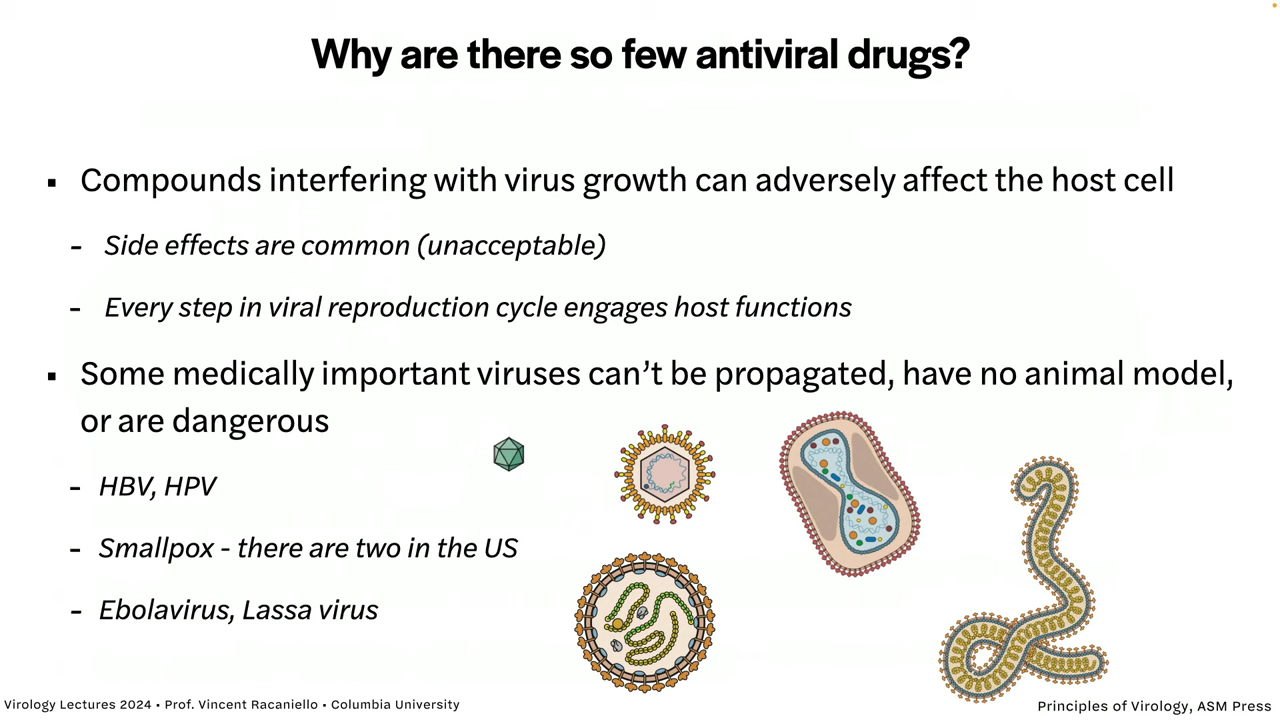 Why are there so few antiviral drugs?
▪ Compounds interfering with virus growth can adversely affect the host cell
- Side effects are common (unacceptable)
- Every step in viral reproduction cycle engages host functions
▪ Some medically important viruses can’t be propagated, have no animal model,
or are dangerous
- HBV, HPV
- Smallpox - there are two in the US
- Ebolavirus, Lassa virus
Virology Lectures 2024 • Prof. Vincent Racaniello • Columbia University
Principles of Virology, ASM Press